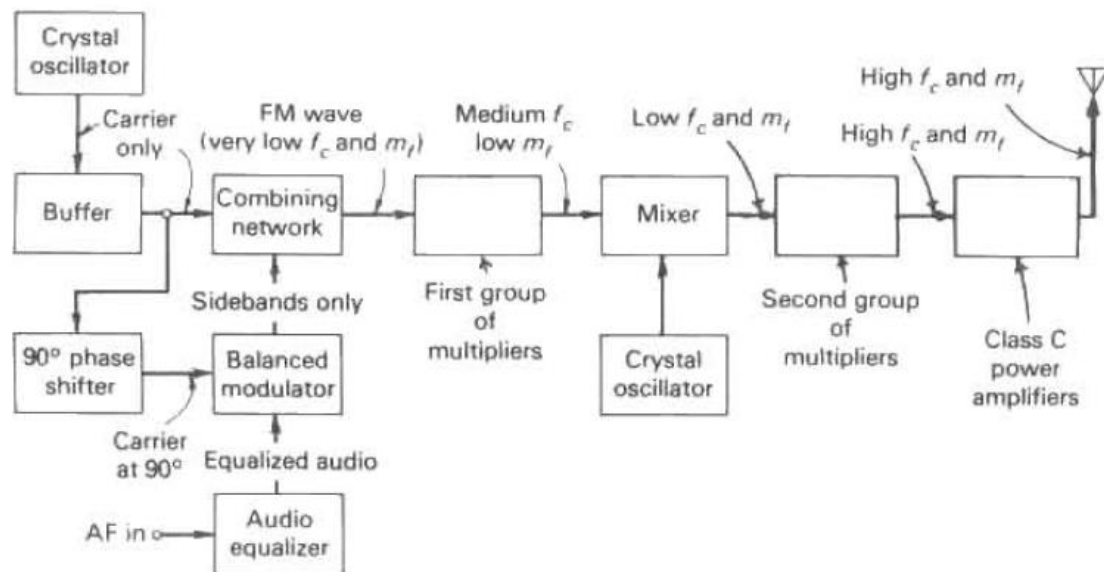 Crystal
oscillator
Carrier
only
FM wave
(very low f_c and m_f)
Medium f_c
low m_f
Low f_c and m_f
High f_c and m_f
High f_c and m_f
Buffer
Combining
network
Mixer
Sidebands only
First group
of
multipliers
Second group
of
multipliers
Class C
power
amplifiers
90° phase
shifter
Balanced
modulator
Crystal
oscillator
Carrier
at 90°
Equalized audio
AF in
Audio
equalizer